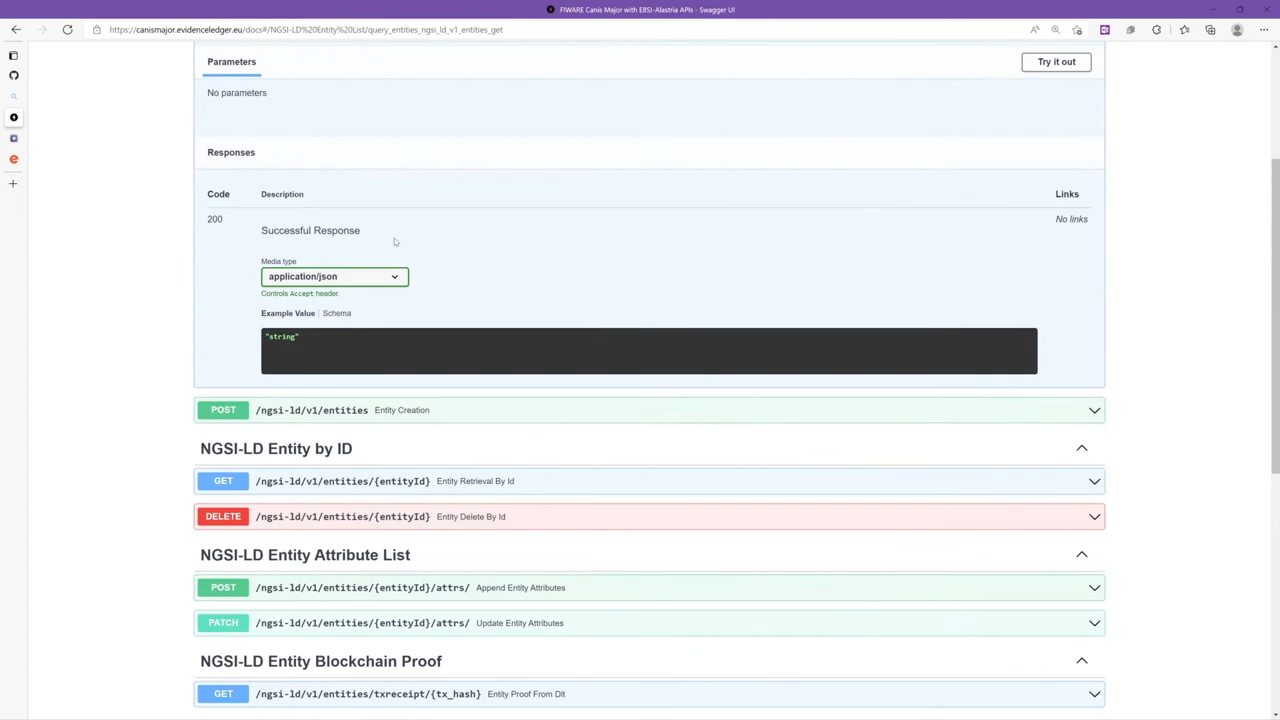 FIWARE Canis Major with EBSI-Alastria APIs - Swagger UI
https://canismajor.evidenceledger.eu/docs#/NGSI-LD%20Entity%20List/query_entities_ngsi_ld_v1_entities_get
Parameters
Try it out
No parameters
Responses
Code Description Links
200 No links
Successful Response
Media type
application/json
Controls Accept header.
Example Value | Schema
"string"
POST /ngsi-ld/v1/entities Entity Creation
NGSI-LD Entity by ID
GET /ngsi-ld/v1/entities/{entityId} Entity Retrieval By Id
DELETE /ngsi-ld/v1/entities/{entityId} Entity Delete By Id
NGSI-LD Entity Attribute List
POST /ngsi-ld/v1/entities/{entityId}/attrs/ Append Entity Attributes
PATCH /ngsi-ld/v1/entities/{entityId}/attrs/ Update Entity Attributes
NGSI-LD Entity Blockchain Proof
GET /ngsi-ld/v1/entities/txreceipt/{tx_hash} Entity Proof From Dlt